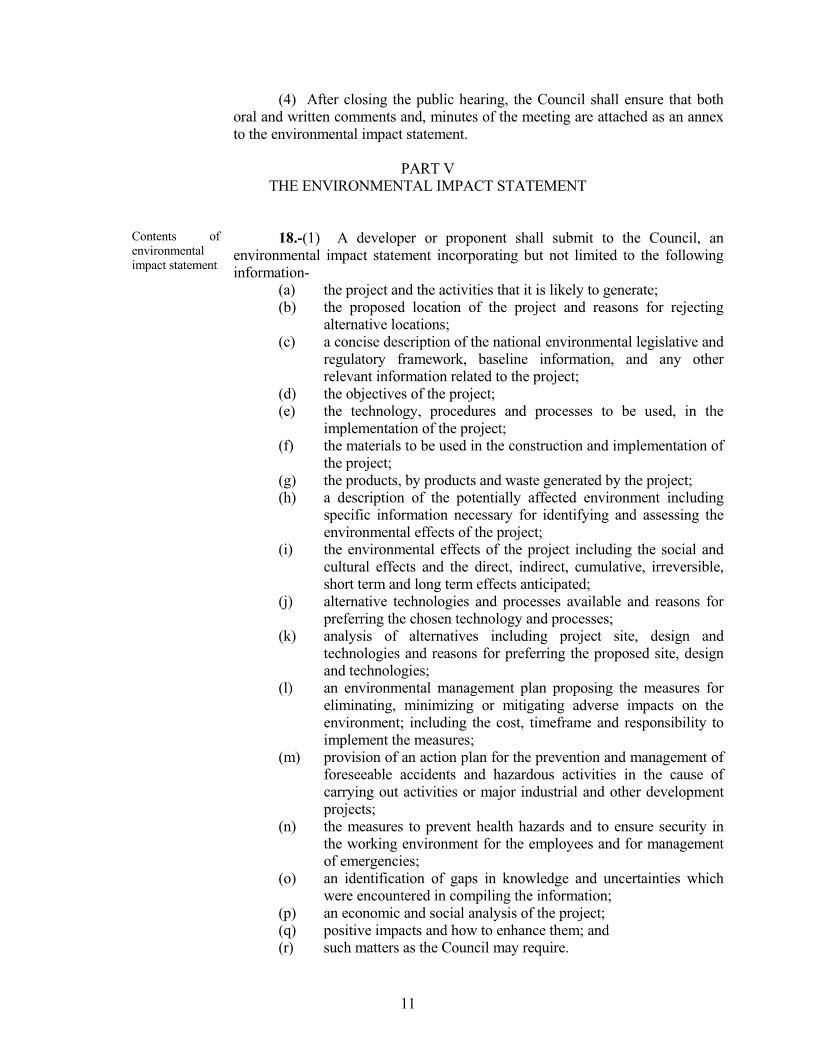 (4) After closing the public hearing, the Council shall ensure that both
oral and written comments and, minutes of the meeting are attached as an annex
to the environmental impact statement.
PART V
THE ENVIRONMENTAL IMPACT STATEMENT
Contents of
environmental
impact statement
18.-(1) A developer or proponent shall submit to the Council, an
environmental impact statement incorporating but not limited to the following
information-
(a) the project and the activities that it is likely to generate;
(b) the proposed location of the project and reasons for rejecting
alternative locations;
(c) a concise description of the national environmental legislative and
regulatory framework, baseline information, and any other
relevant information related to the project;
(d) the objectives of the project;
(e) the technology, procedures and processes to be used, in the
implementation of the project;
(f) the materials to be used in the construction and implementation of
the project;
(g) the products, by products and waste generated by the project;
(h) a description of the potentially affected environment including
specific information necessary for identifying and assessing the
environmental effects of the project;
(i) the environmental effects of the project including the social and
cultural effects and the direct, indirect, cumulative, irreversible,
short term and long term effects anticipated;
(j) alternative technologies and processes available and reasons for
preferring the chosen technology and processes;
(k) analysis of alternatives including project site, design and
technologies and reasons for preferring the proposed site, design
and technologies;
(l) an environmental management plan proposing the measures for
eliminating, minimizing or mitigating adverse impacts on the
environment; including the cost, timeframe and responsibility to
implement the measures;
(m) provision of an action plan for the prevention and management of
foreseeable accidents and hazardous activities in the cause of
carrying out activities or major industrial and other development
projects;
(n) the measures to prevent health hazards and to ensure security in
the working environment for the employees and for management
of emergencies;
(o) an identification of gaps in knowledge and uncertainties which
were encountered in compiling the information;
(p) an economic and social analysis of the project;
(q) positive impacts and how to enhance them; and
(r) such matters as the Council may require.
11